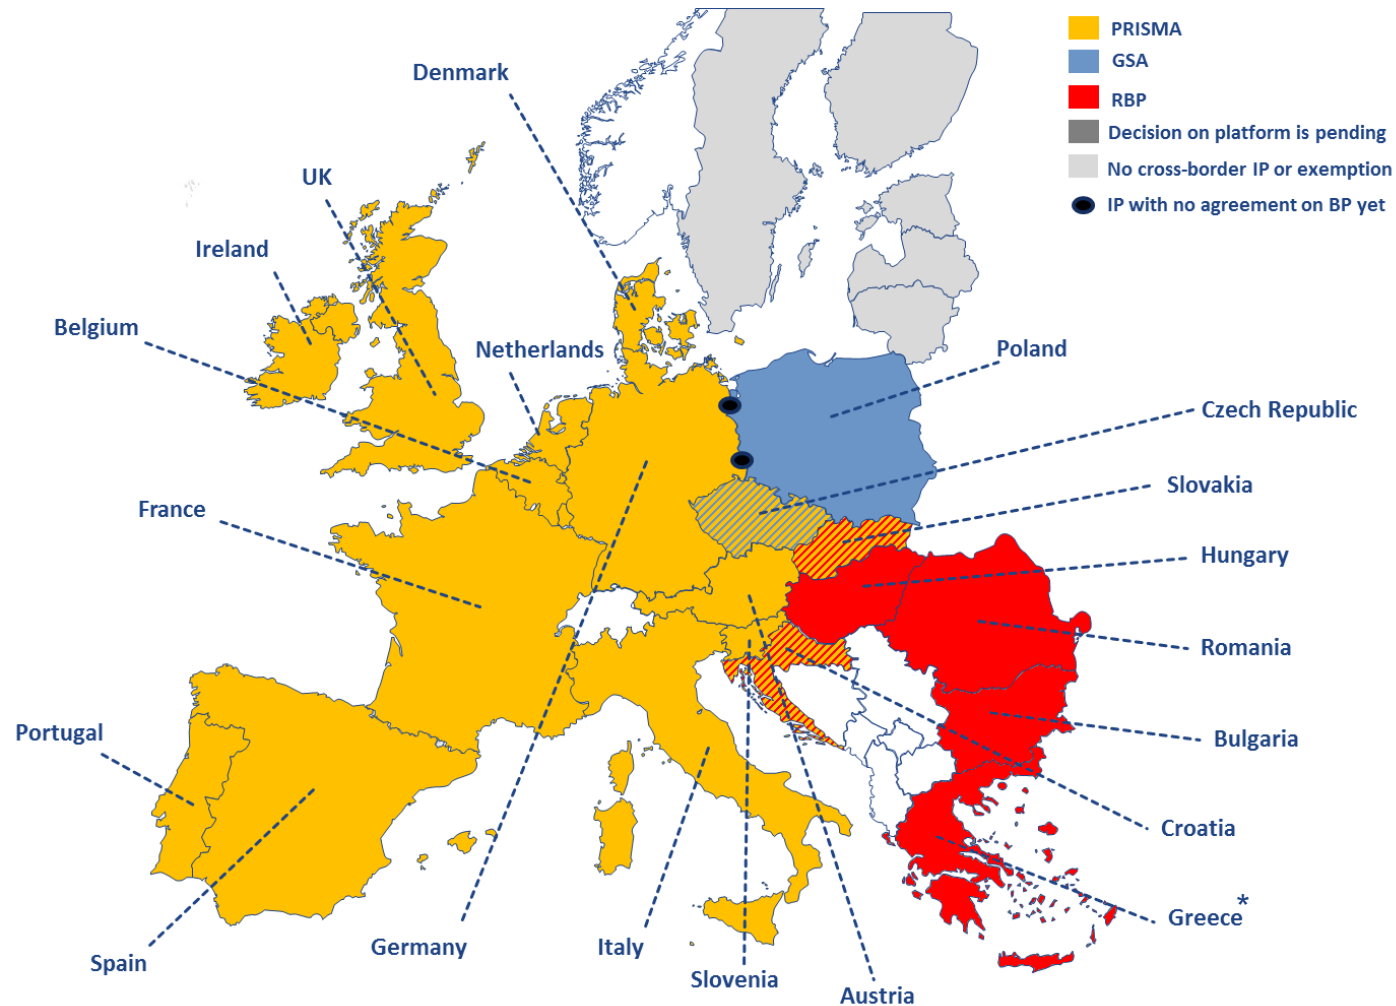 PRISMA
GSA
RBP
Decision on platform is pending
No cross-border IP or exemption
IP with no agreement on BP yet
Denmark
UK
Ireland
Belgium
Netherlands
Poland
Czech Republic
Slovakia
France
Hungary
Romania
Portugal
Bulgaria
Croatia
Greece*
Germany
Italy
Spain
Slovenia
Austria